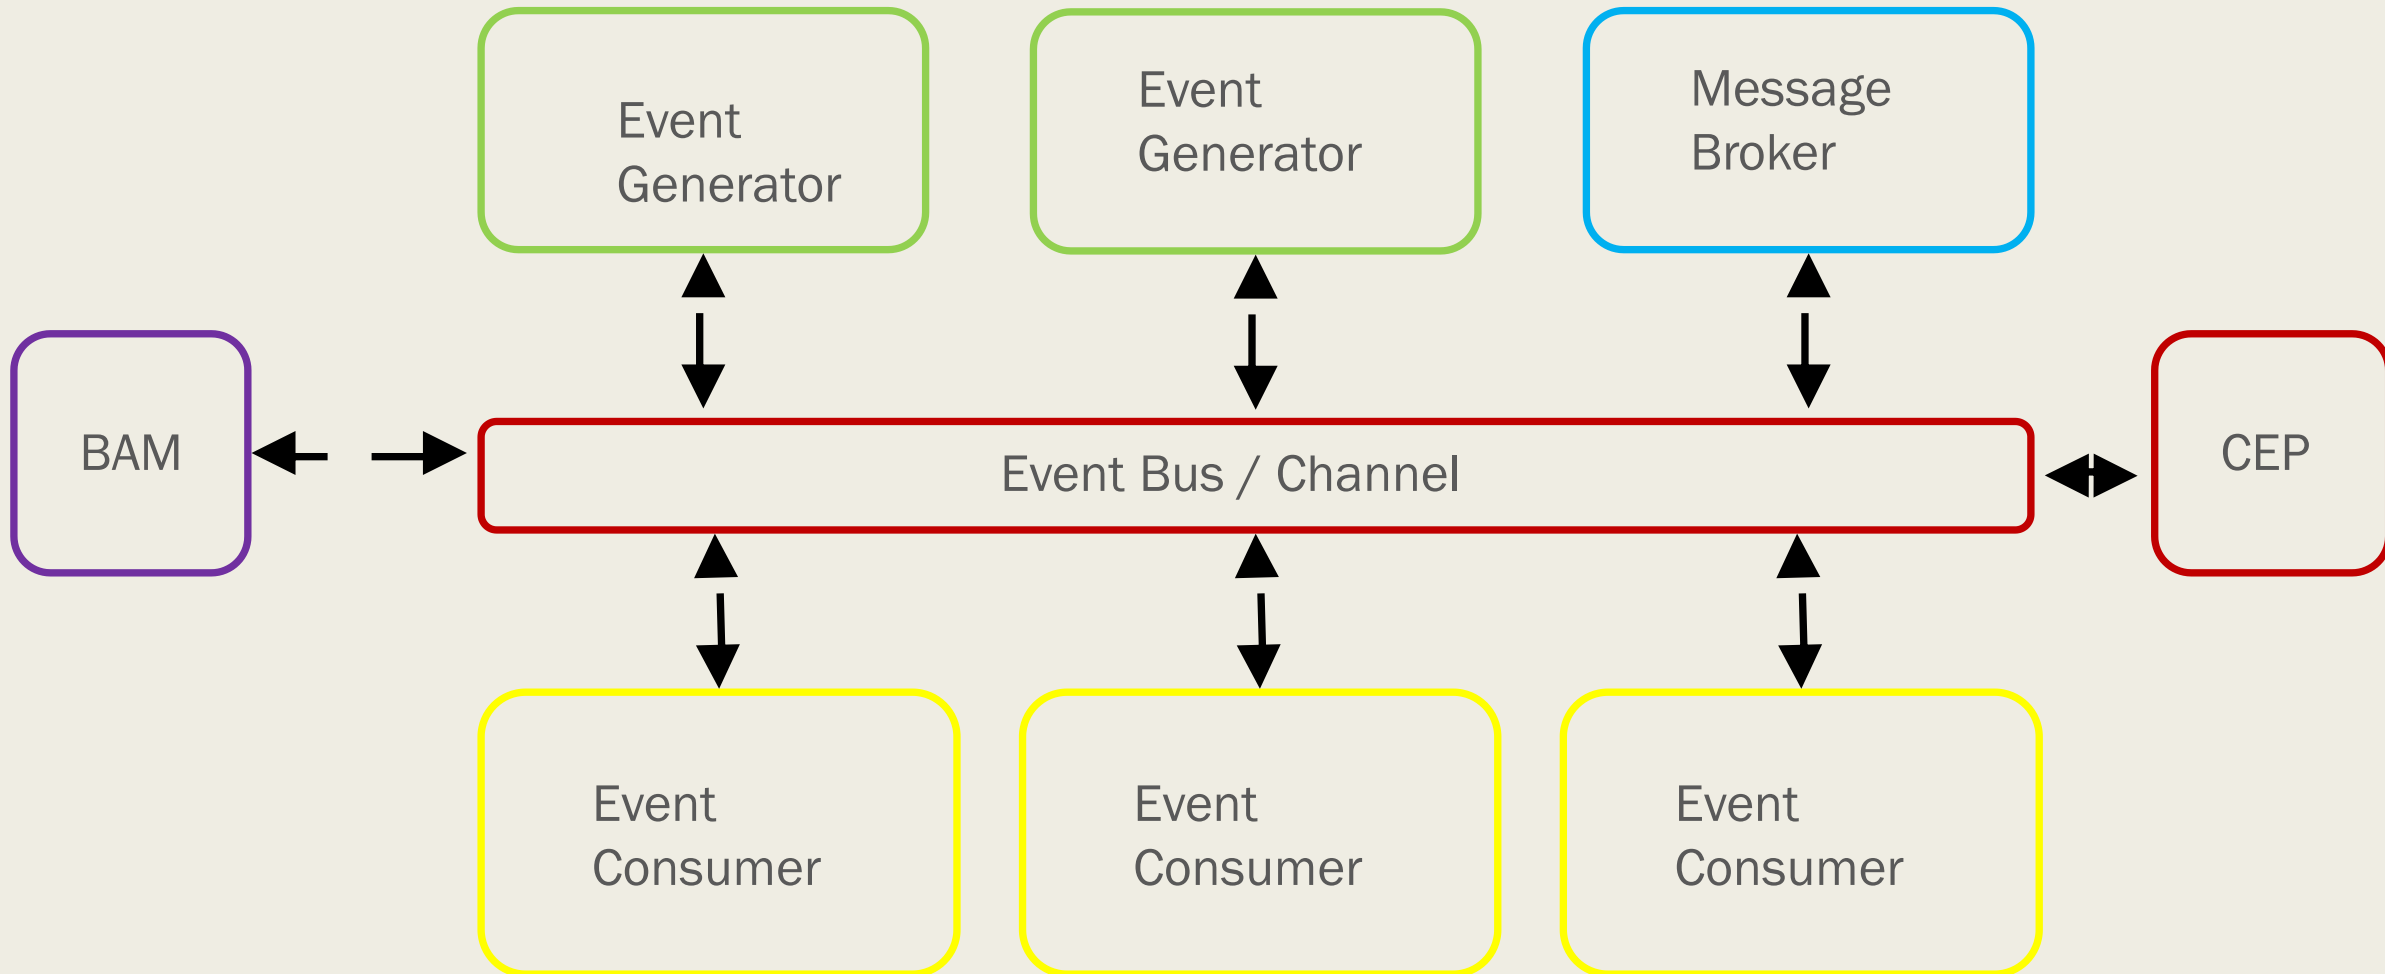 Event
Generator
Event
Generator
Message
Broker
BAM
Event Bus / Channel
CEP
Event
Consumer
Event
Consumer
Event
Consumer